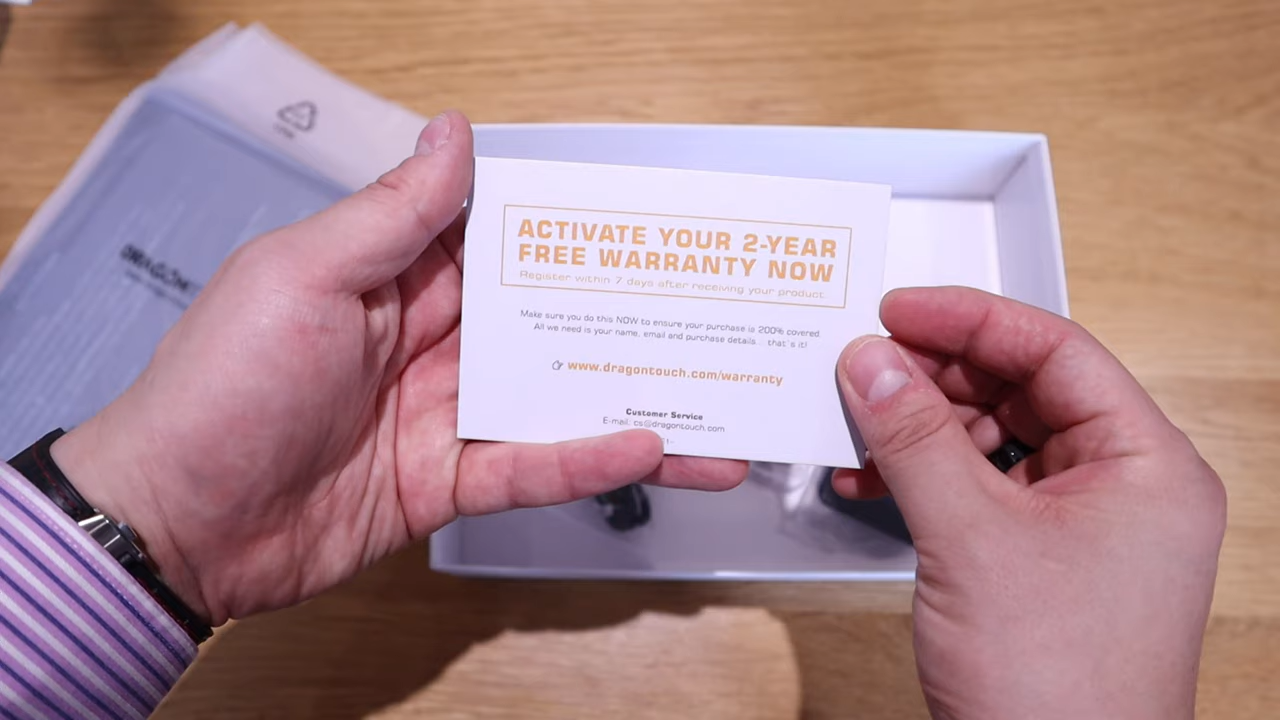 ACTIVATE YOUR 2-YEAR
FREE WARRANTY NOW
Register within 7 days after receiving your product.
Make sure you do this NOW to ensure your purchase is 200% covered.
All we need is your name, email and purchase details... that's it!
www.dragontouch.com/warranty
Customer Service
E-mail: cs@dragontouch.com